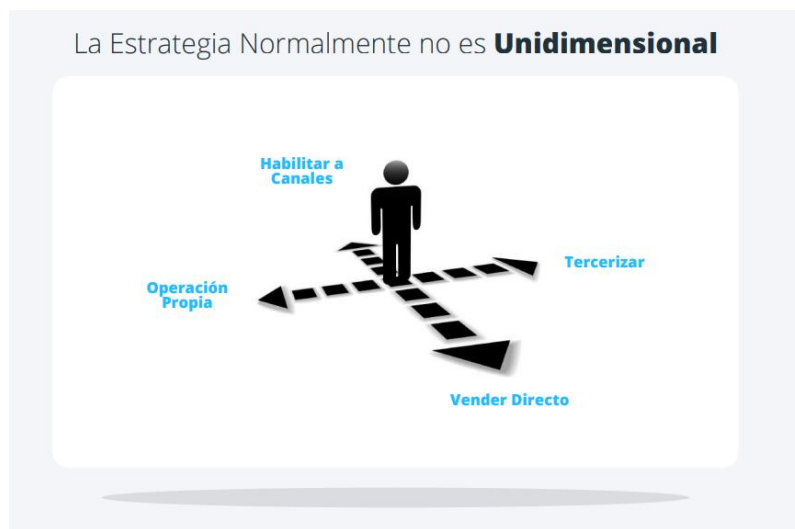 La Estrategia Normalmente no es Unidimensional
Habilitar a
Canales
Tercerizar
Operación
Propia
Vender Directo